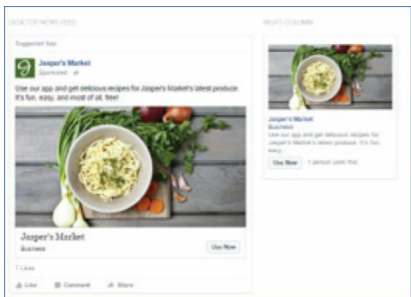 DESKTOP NEWS FEED
Suggested App
Jasper's Market
Sponsored
Use our app and get delicious recipes for Jasper's Market's latest produce.
It's fun, easy, and most of all, free!
Jasper's Market
Business
Use Now
7 Likes
Like Comment Share
RIGHT COLUMN
Jasper's Market
Business
Use our app and get delicious recipes for
Jasper's Market's latest produce. It's fun,
easy
Use Now 1 person uses this